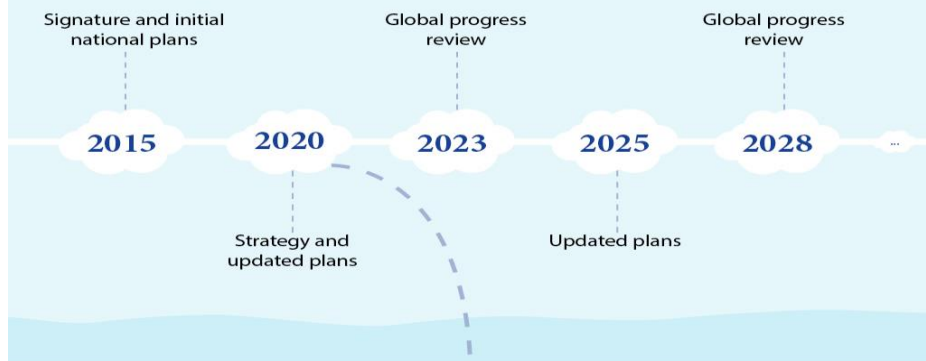 Signature and initial
national plans
Global progress
review
Global progress
review
2015
2020
2023
2025
2028
...
Strategy and
updated plans
Updated plans